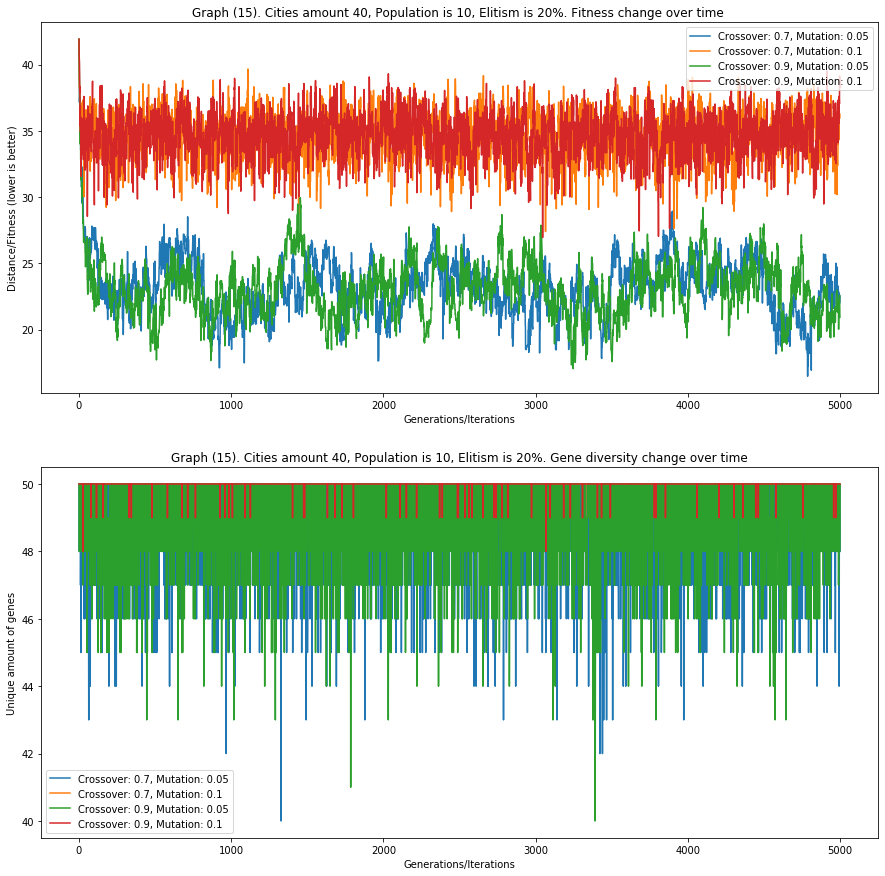 Graph (15). Cities amount 40, Population is 10, Elitism is 20%. Fitness change over time
Crossover: 0.7, Mutation: 0.05
Crossover: 0.7, Mutation: 0.1
Crossover: 0.9, Mutation: 0.05
Crossover: 0.9, Mutation: 0.1
Distance/Fitness (lower is better)
40
35
30
25
20
0 1000 2000 3000 4000 5000
Generations/Iterations
Graph (15). Cities amount 40, Population is 10, Elitism is 20%. Gene diversity change over time
Unique amount of genes
50
48
46
44
42
40
Crossover: 0.7, Mutation: 0.05
Crossover: 0.7, Mutation: 0.1
Crossover: 0.9, Mutation: 0.05
Crossover: 0.9, Mutation: 0.1
0 1000 2000 3000 4000 5000
Generations/Iterations